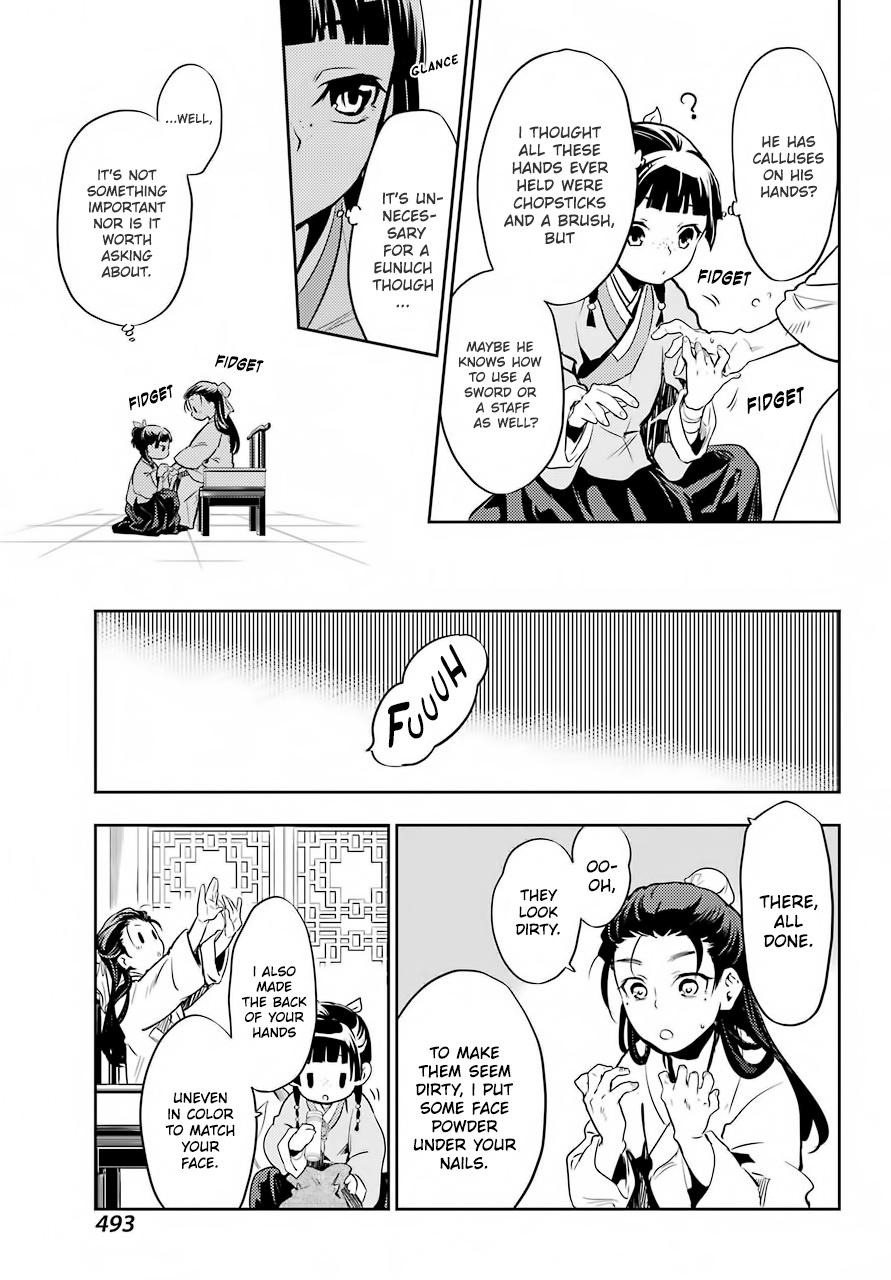 HE HAS
CALLUSES
ON HIS
HANDS?
?
I THOUGHT
ALL THESE
HANDS EVER
HELD WERE
CHOPSTICKS
AND A BRUSH,
BUT
FIDGET
FIDGET
MAYBE HE
KNOWS HOW
TO USE A
SWORD OR
A STAFF
AS WELL?
GLANCE
IT'S UN-
NECES-
SARY
FOR A
EUNUCH
THOUGH
...
...WELL,
IT'S NOT
SOMETHING
IMPORTANT
NOR IS IT
WORTH
ASKING
ABOUT.
FIDGET
FIDGET
FUUUH
THERE,
ALL
DONE.
OO-
OH,
THEY
LOOK
DIRTY.
TO MAKE
THEM SEEM
DIRTY, I PUT
SOME FACE
POWDER
UNDER YOUR
NAILS.
I ALSO
MADE
THE BACK
OF YOUR
HANDS
UNEVEN
IN COLOR
TO MATCH
YOUR
FACE.
493